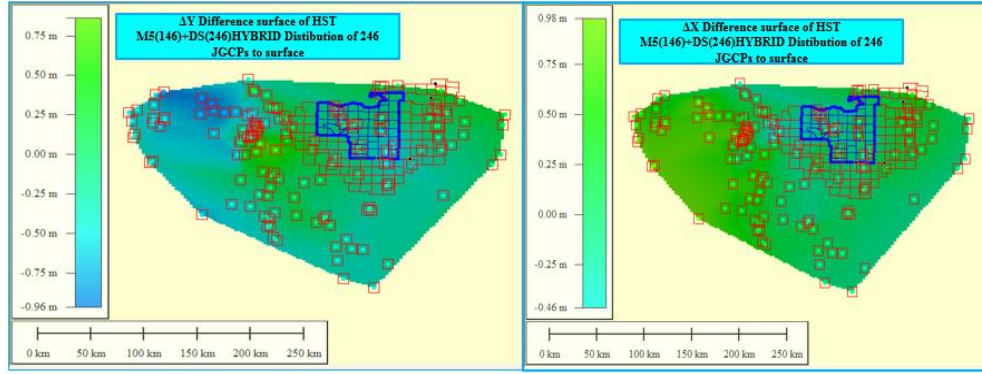 ΔY Difference surface of HST
M5(146)+DS(246)HYBRID Distibution of 246
JGCPs to surface
0.75 m
0.50 m
0.25 m
0.00 m
-0.25 m
-0.50 m
-0.75 m
-0.96 m
0 km 50 km 100 km 150 km 200 km 250 km
ΔX Difference surface of HST
M5(146)+DS(246)HYBRID Distibution of 246
JGCPs to surface
0.98 m
0.75 m
0.50 m
0.25 m
0.00 m
-0.25 m
-0.46 m
0 km 50 km 100 km 150 km 200 km 250 km